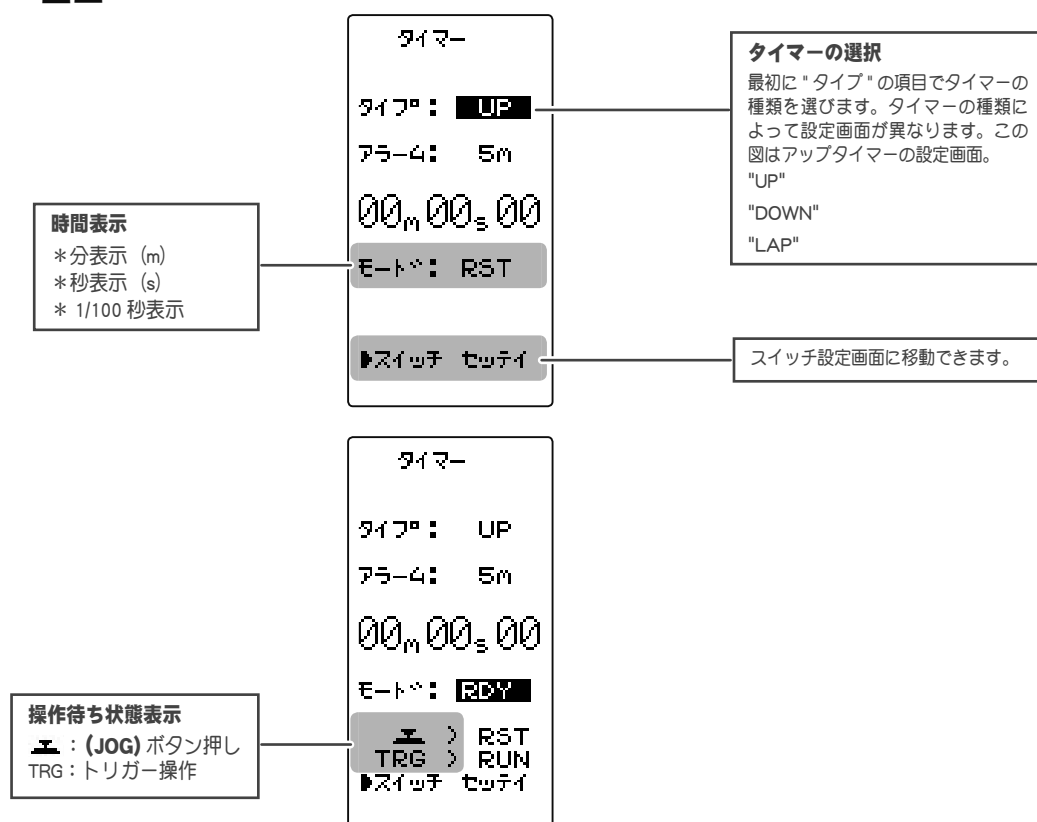 タイマー
タイプ: UP
アラーム: 5m
00m00s00
モード: RST
▶スイッチ セッテイ
時間表示
＊分表示（m）
＊秒表示（s）
＊ 1/100 秒表示
タイマーの選択
最初に " タイプ " の項目でタイマーの
種類を選びます。タイマーの種類に
よって設定画面が異なります。この
図はアップタイマーの設定画面。
"UP"
"DOWN"
"LAP"
スイッチ設定画面に移動できます。
タイマー
タイプ: UP
アラーム: 5m
00m00s00
モード: RDY
) RST
TRG ) RUN
▶スイッチ セッテイ
操作待ち状態表示
：(JOG) ボタン押し
TRG：トリガー操作